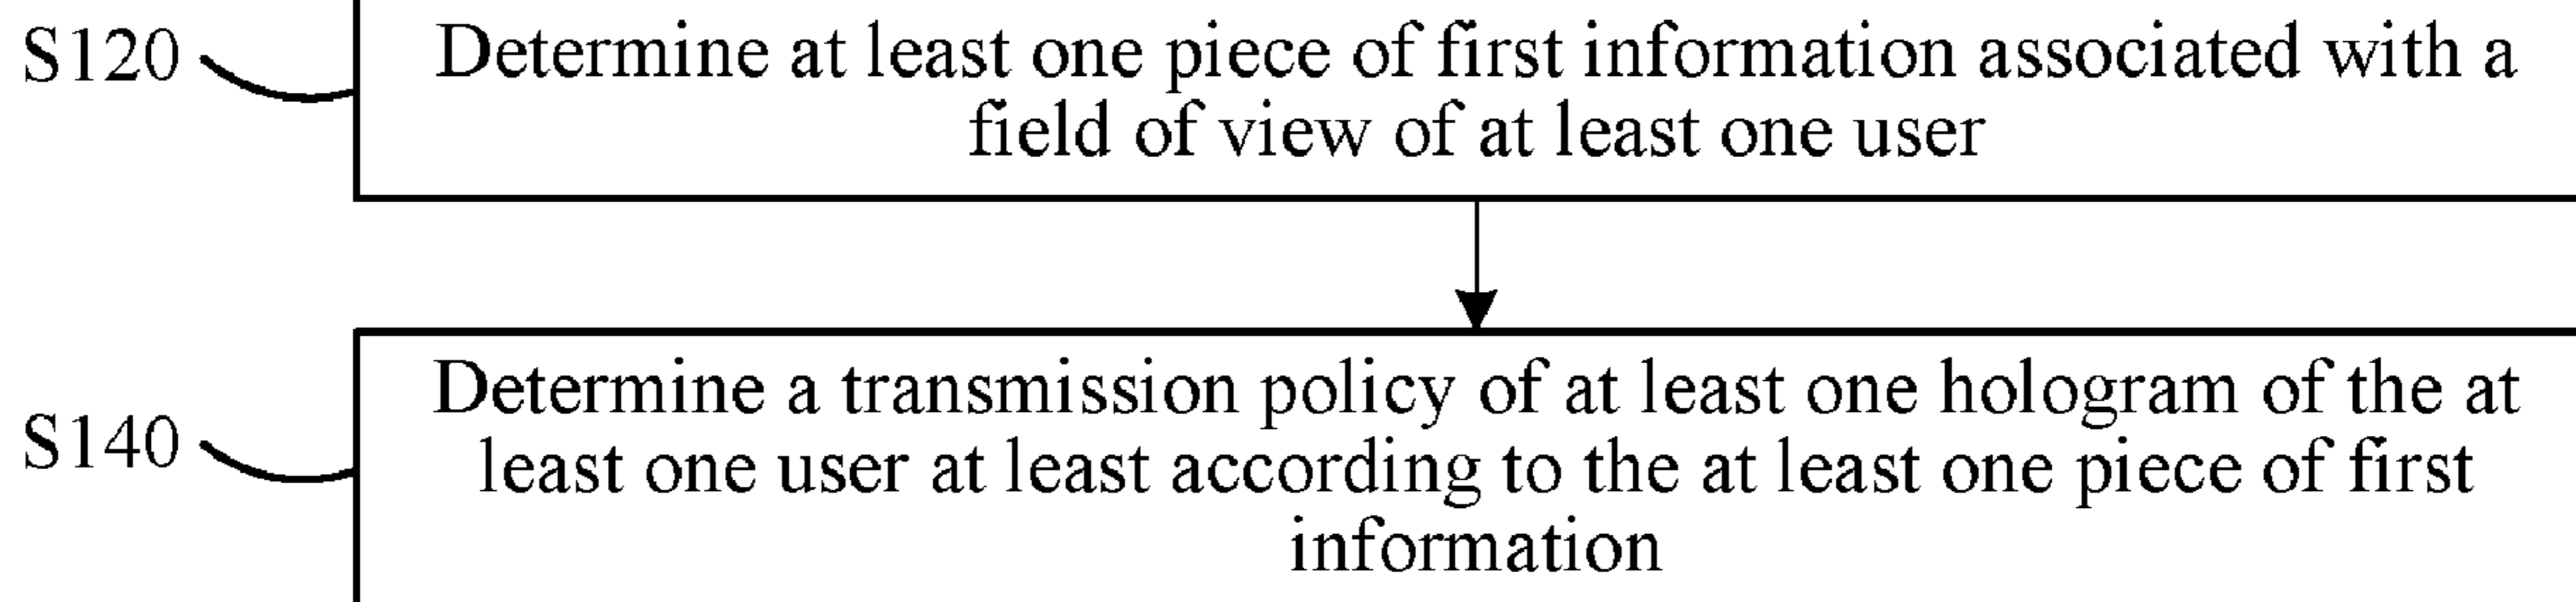 S120
Determine at least one piece of first information associated with a
field of view of at least one user
S140
Determine a transmission policy of at least one hologram of the at
least one user at least according to the at least one piece of first
information